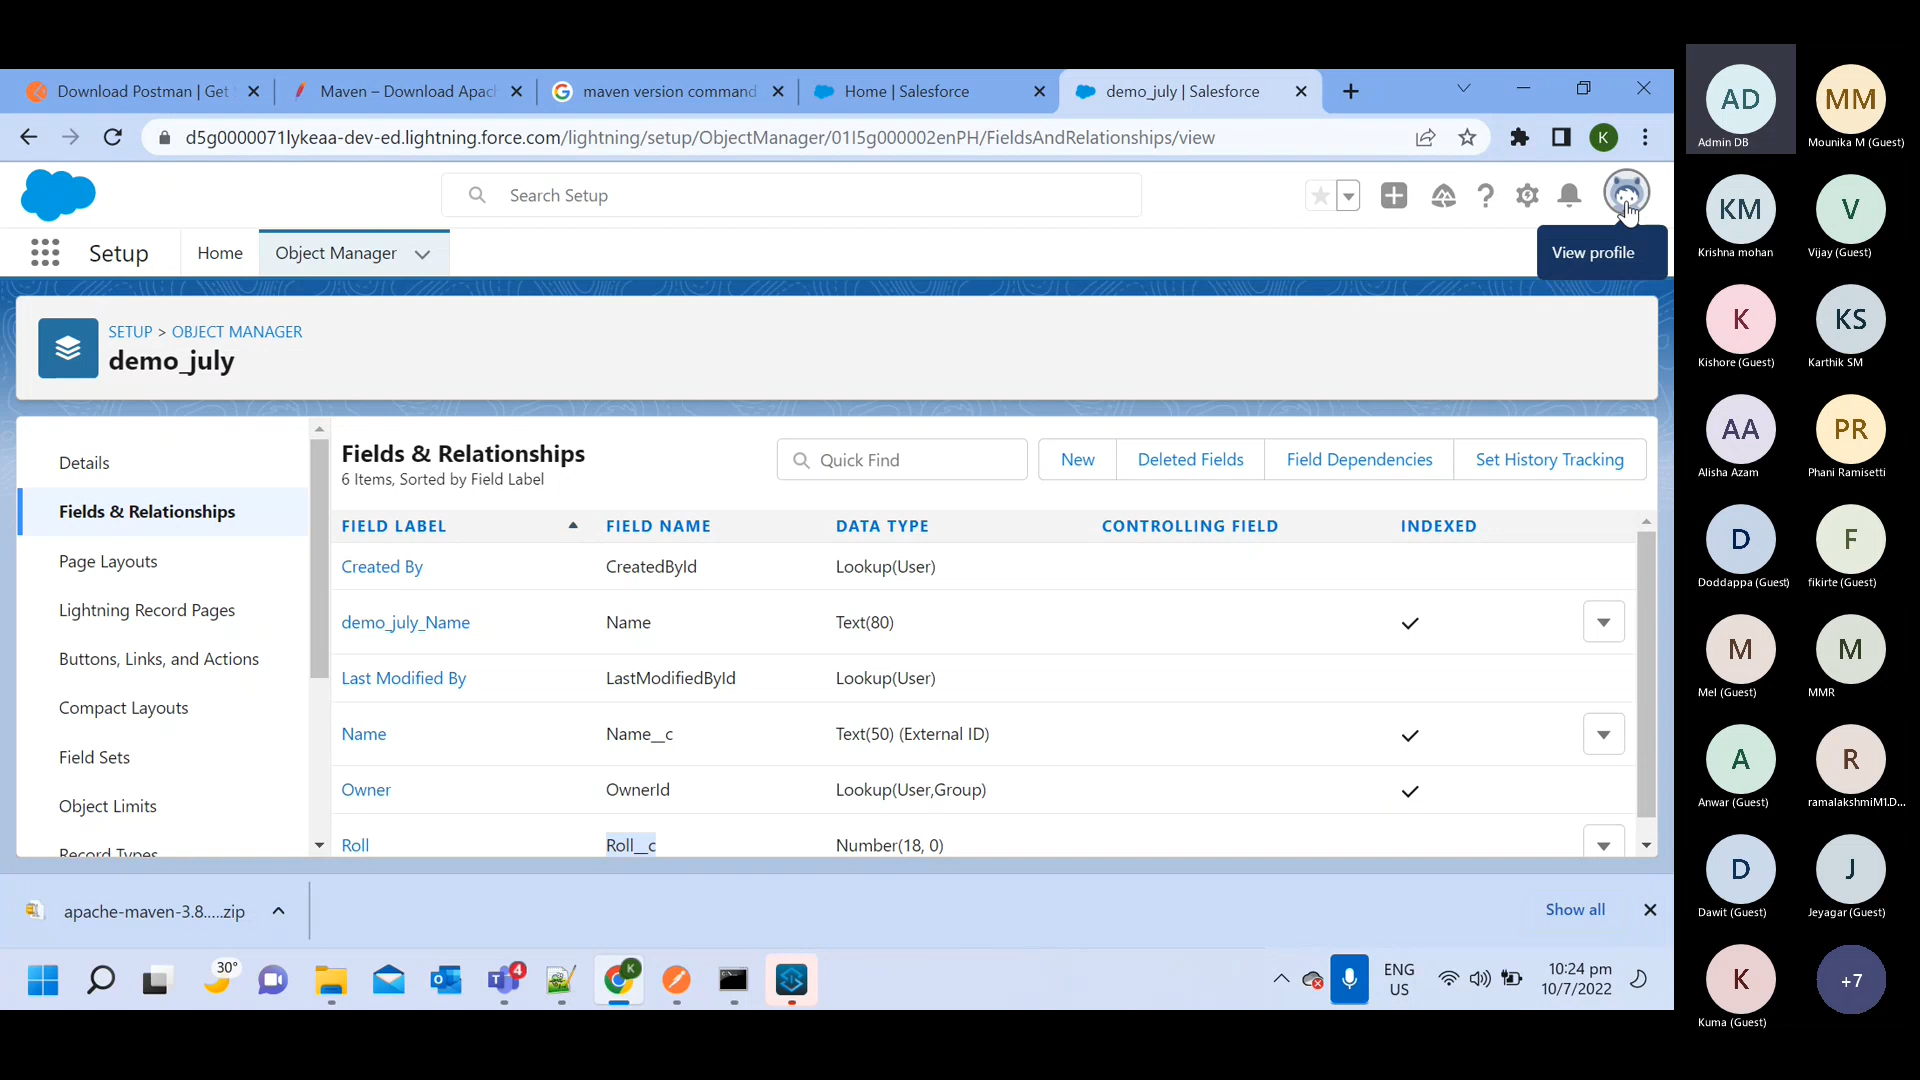 Download Postman | Get
Maven – Download Apac
maven version command
Home | Salesforce
demo_july | Salesforce
d5g0000071lykeaa-dev-ed.lightning.force.com/lightning/setup/ObjectManager/01I5g000002enPH/FieldsAndRelationships/view
K
Search Setup
Setup
Home
Object Manager
View profile
SETUP > OBJECT MANAGER
demo_july
Details
Fields & Relationships
Page Layouts
Lightning Record Pages
Buttons, Links, and Actions
Compact Layouts
Field Sets
Object Limits
Record Types
Fields & Relationships
6 Items, Sorted by Field Label
Quick Find
New
Deleted Fields
Field Dependencies
Set History Tracking
FIELD LABEL FIELD NAME DATA TYPE CONTROLLING FIELD INDEXED
Created By CreatedById Lookup(User)
demo_july_Name Name Text(80)
Last Modified By LastModifiedById Lookup(User)
Name Name__c Text(50) (External ID)
Owner OwnerId Lookup(User,Group)
Roll Roll__c Number(18, 0)
apache-maven-3.8.....zip
Show all
30°
4
K
ENG
US
10:24 pm
10/7/2022
AD
Admin DB
MM
Mounika M (Guest)
KM
Krishna mohan
V
Vijay (Guest)
K
Kishore (Guest)
KS
Karthik SM
AA
Alisha Azam
PR
Phani Ramisetti
D
Doddappa (Guest)
F
fikirte (Guest)
M
Mel (Guest)
M
MMR
A
Anwar (Guest)
R
ramalakshmiM1.D...
D
Dawit (Guest)
J
Jeyagar (Guest)
K
Kuma (Guest)
+7